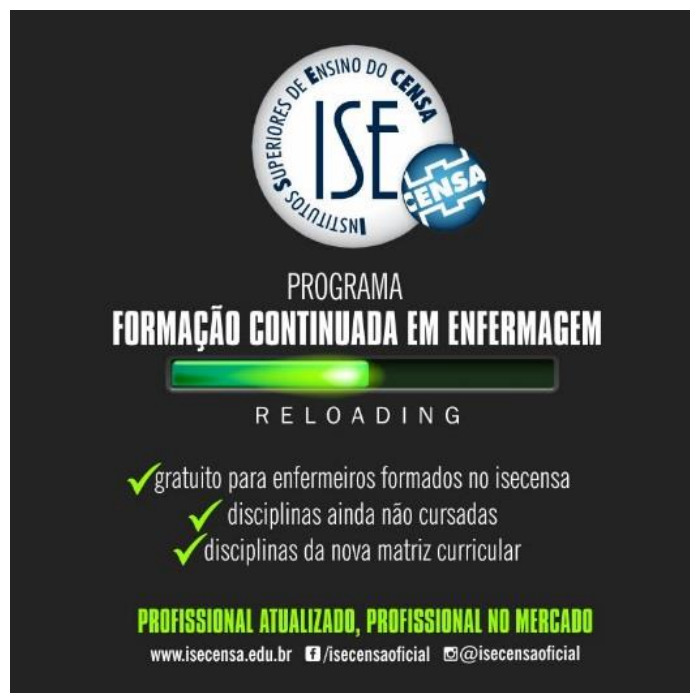 INSTITUTOS SUPERIORES DE ENSINO DO CENSA
ISE
CENSA
PROGRAMA
FORMAÇÃO CONTINUADA EM ENFERMAGEM
RELOADING
gratuito para enfermeiros formados no isecensa
disciplinas ainda não cursadas
disciplinas da nova matriz curricular
PROFISSIONAL ATUALIZADO, PROFISSIONAL NO MERCADO
www.isecensa.edu.br f/isecensaoficial @isecensaoficial